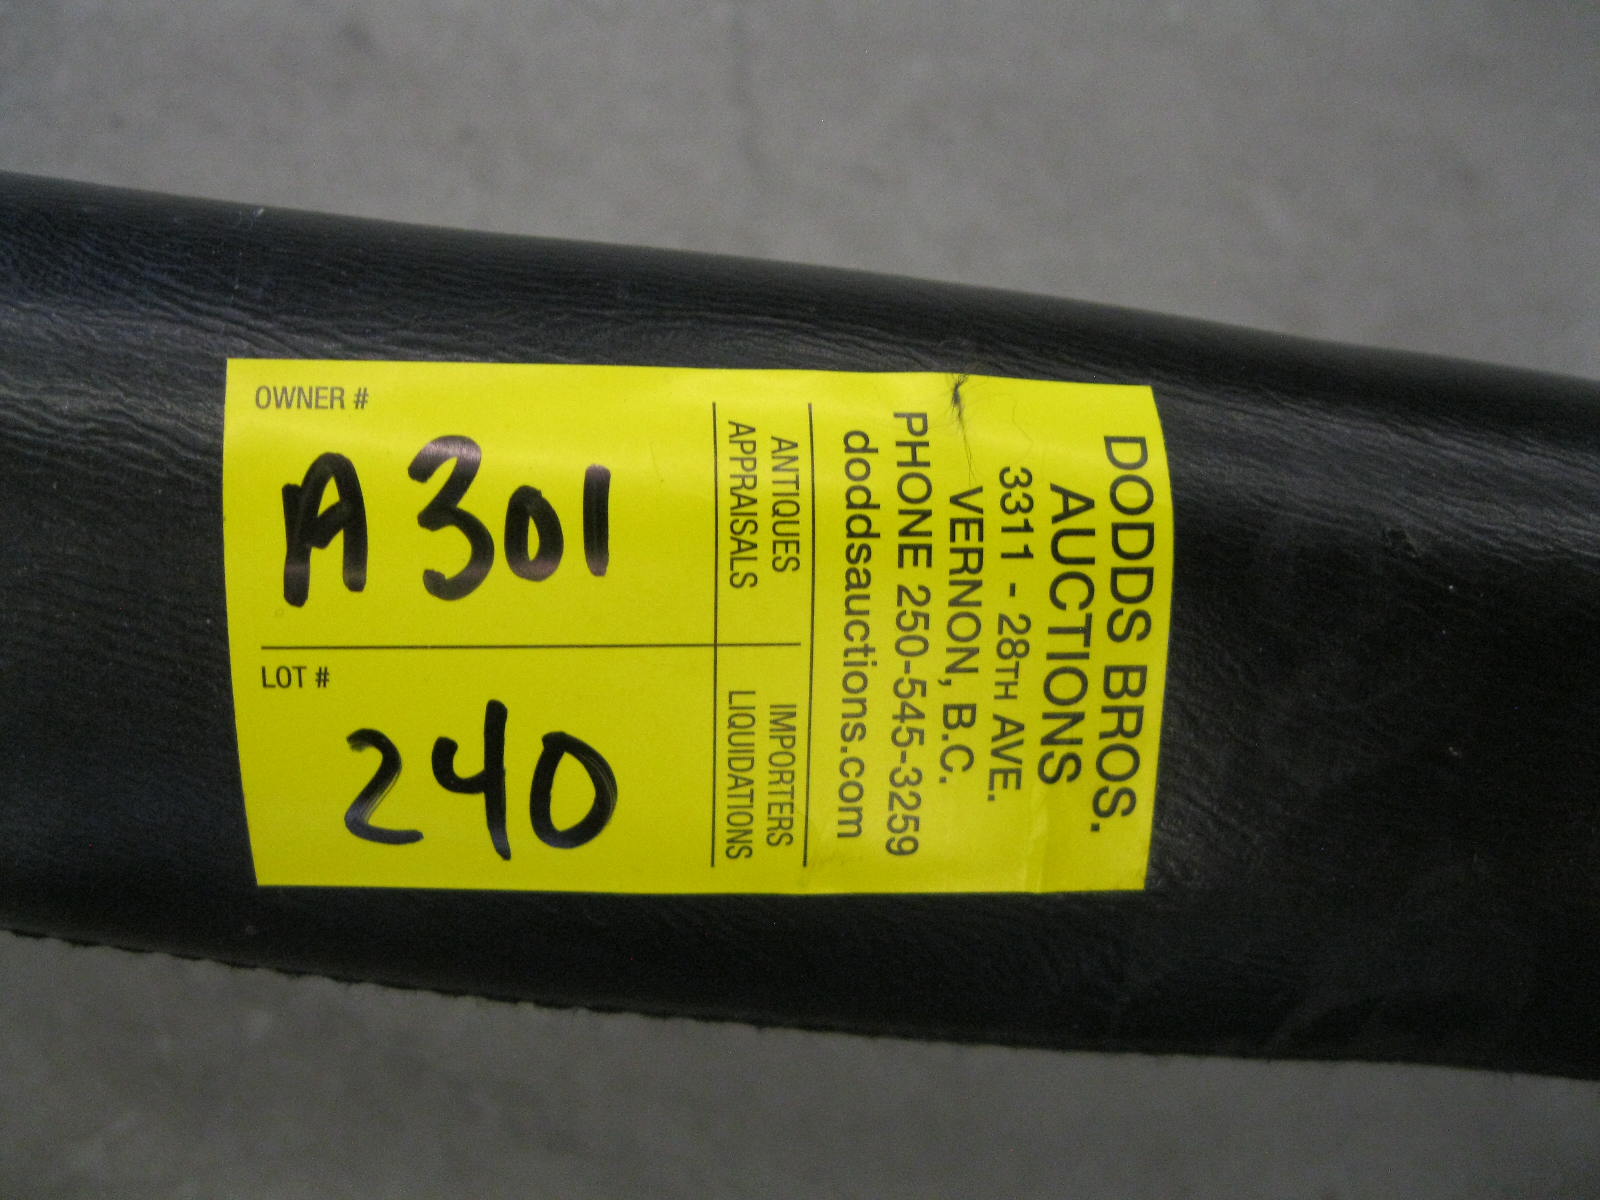 OWNER #
A301
LOT #
240
ANTIQUES
APPRAISALS
IMPORTERS
LIQUIDATIONS
DODDS BROS.
AUCTIONS
3311 - 28TH AVE.
VERNON, B.C.
PHONE 250-545-3259
doddsauctions.com